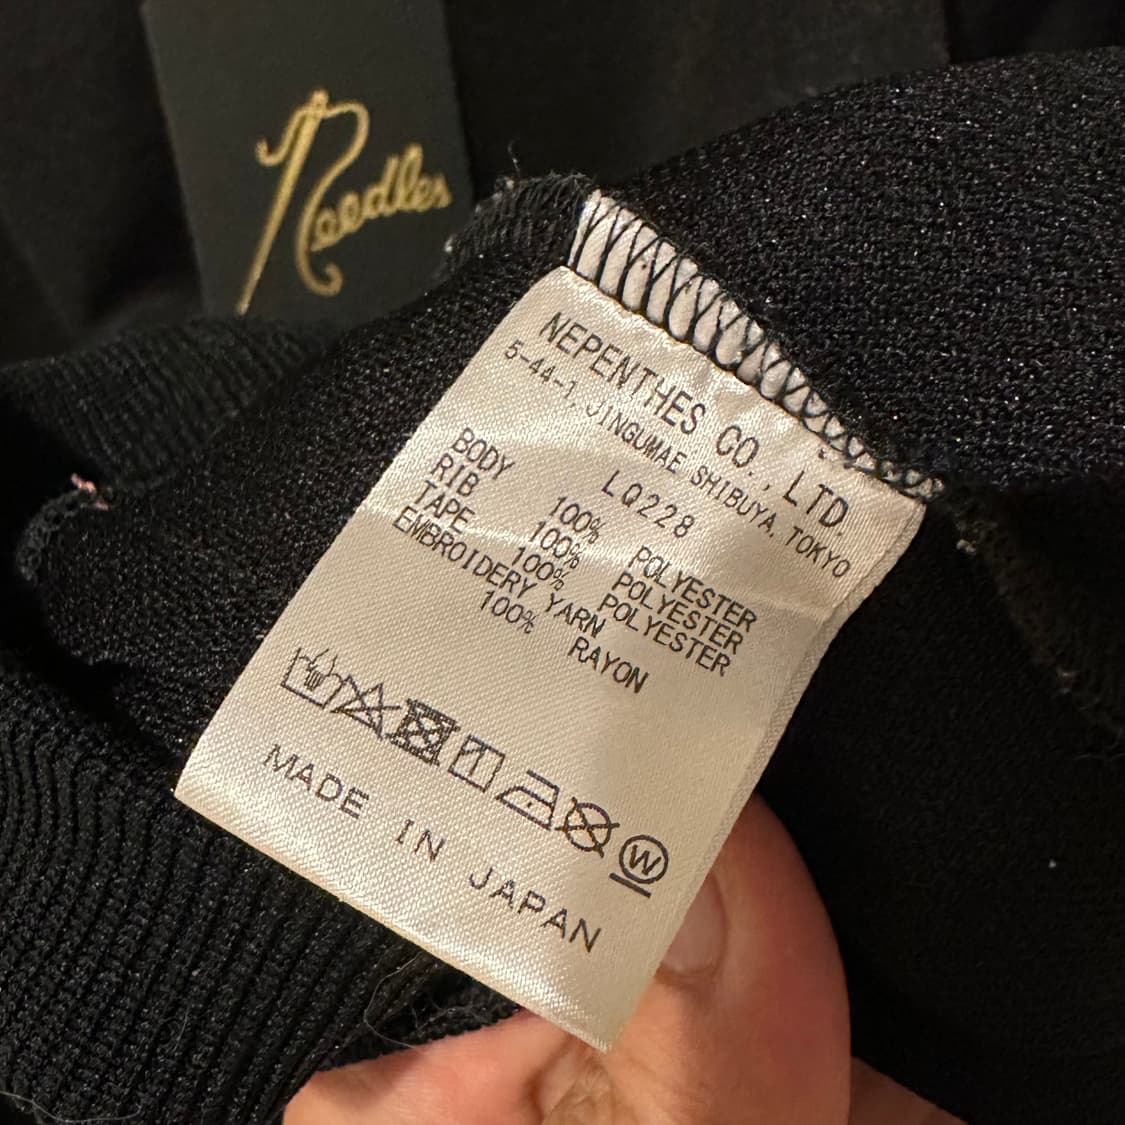 Needles
NEPENTHES CO., LTD.
5-44-1, JINGUMAE SHIBUYA, TOKYO
LQ228
BODY 100% POLYESTER
RIB 100% POLYESTER
TAPE 100% POLYESTER
EMBROIDERY YARN
100% RAYON
W
MADE IN JAPAN